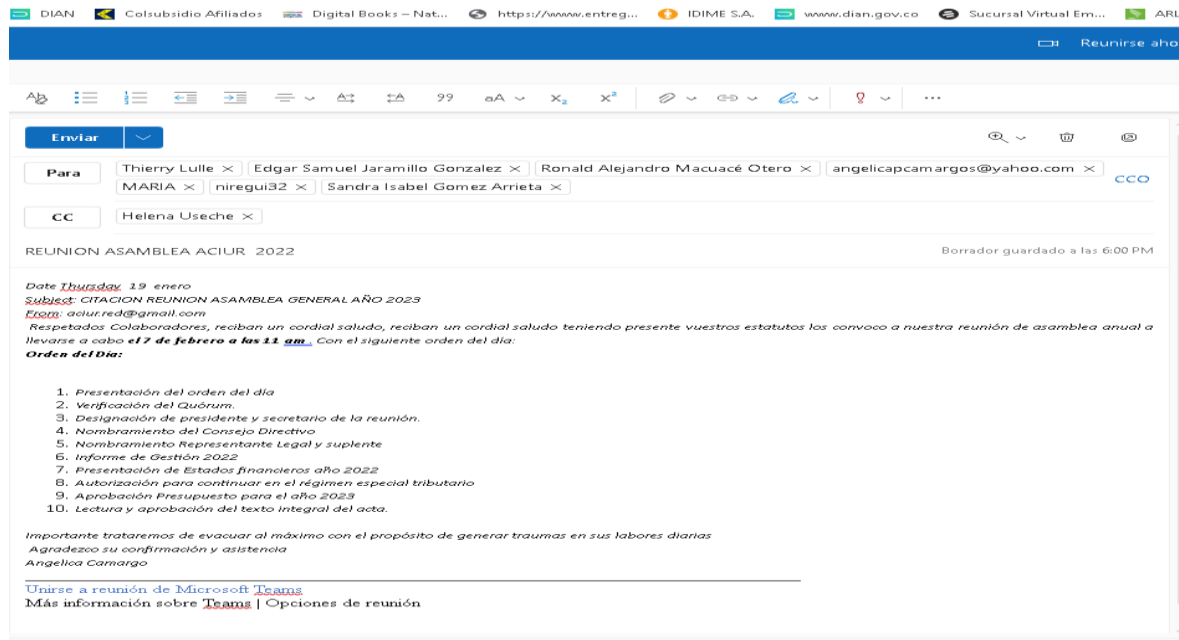 DIAN Colsubsidio Afiliados Digital Books – Nat... https://www.entreg... IDIME S.A. www.dian.gov.co Sucursal Virtual Em... ARL
Reunirse aho
Enviar
Para Thierry Lulle × Edgar Samuel Jaramillo Gonzalez × Ronald Alejandro Macuacé Otero × angelicapcamargos@yahoo.com ×
MARIA × niregui32 × Sandra Isabel Gomez Arrieta × CCO
CC Helena Useche ×
REUNION ASAMBLEA ACIUR 2022 Borrador guardado a las 6:00 PM
Date Thursday 19 enero
Subject: CITACION REUNION ASAMBLEA GENERAL AÑO 2023
From: aciur.red@gmail.com
Respetados Colaboradores, reciban un cordial saludo, reciban un cordial saludo teniendo presente vuestros estatutos los convoco a nuestra reunión de asamblea anual a
llevarse a cabo el 7 de febrero a las 11 am . Con el siguiente orden del día:
Orden del Día:
1. Presentación del orden del día
2. Verificación del Quórum.
3. Designación de presidente y secretario de la reunión.
4. Nombramiento del Consejo Directivo
5. Nombramiento Representante Legal y suplente
6. Informe de Gestión 2022
7. Presentación de Estados financieros año 2022
8. Autorización para continuar en el régimen especial tributario
9. Aprobación Presupuesto para el año 2023
10. Lectura y aprobación del texto integral del acta.
Importante trataremos de evacuar al máximo con el propósito de generar traumas en sus labores diarias
Agradezco su confirmación y asistencia
Angelica Camargo
Unirse a reunión de Microsoft Teams
Más información sobre Teams | Opciones de reunión